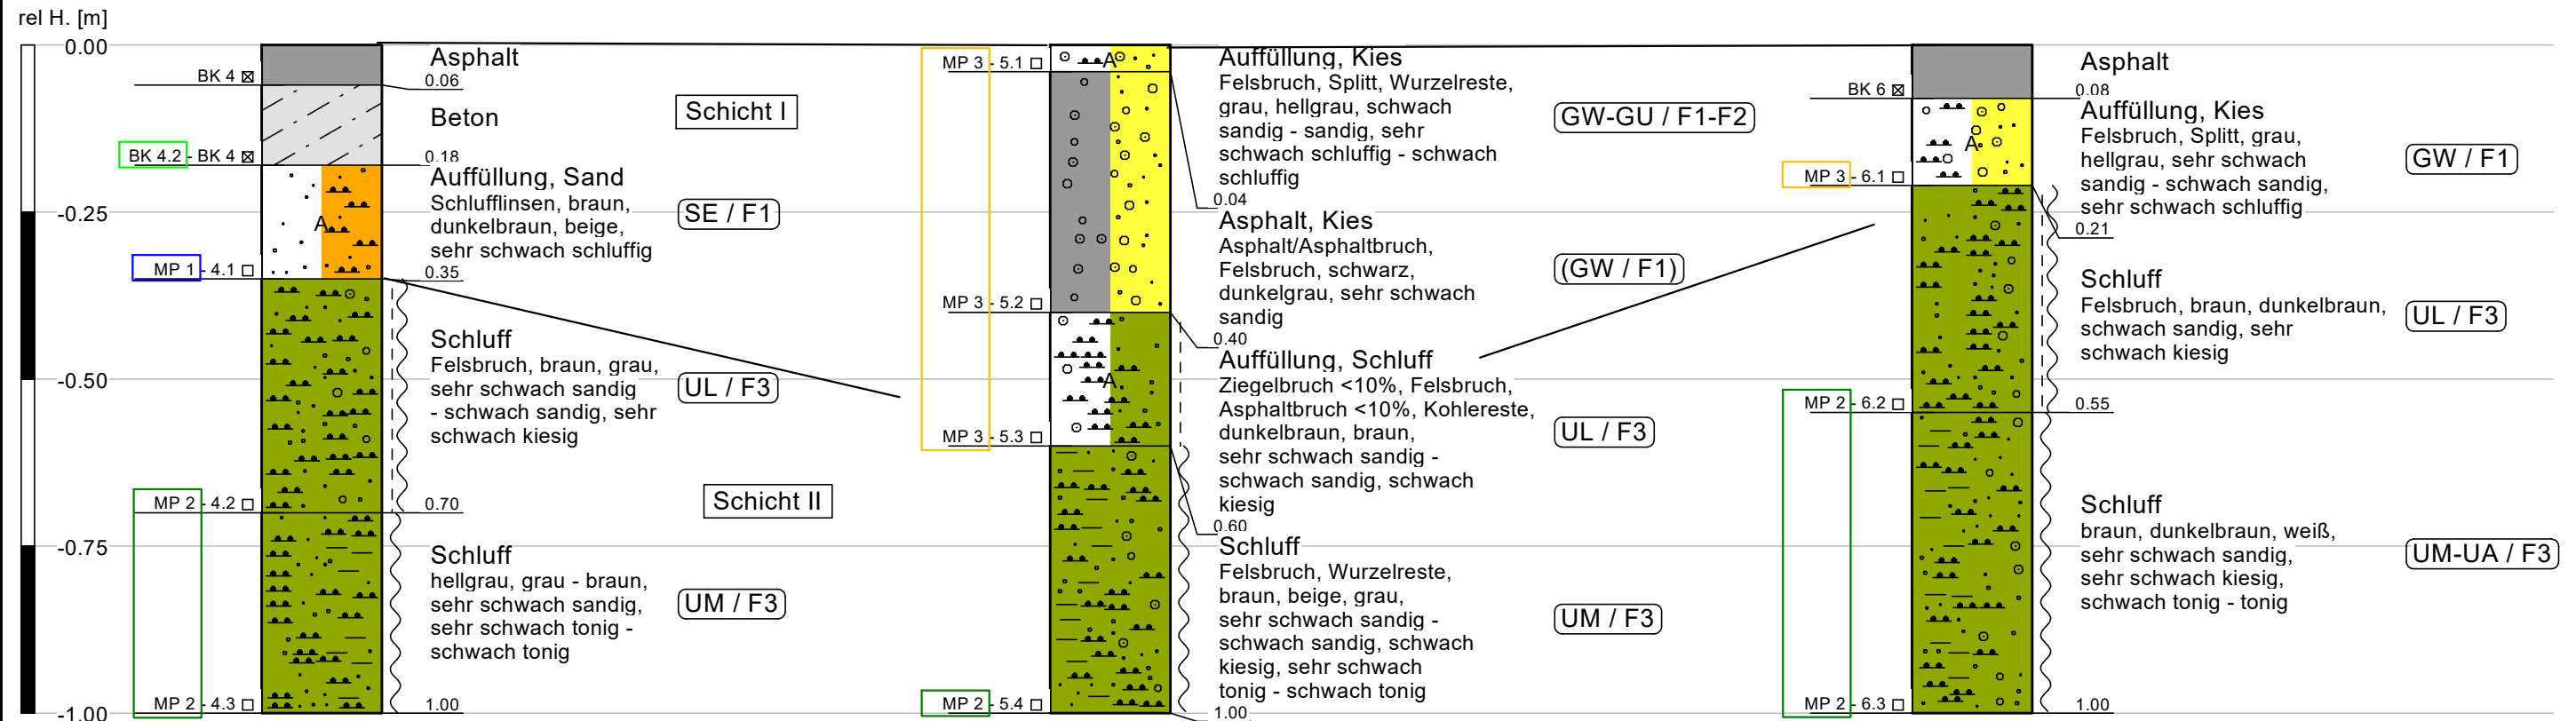 rel H. [m]
0.00
-0.25
-0.50
-0.75
-1.00
BK 4
BK 4.2 - BK 4
MP 1 - 4.1
MP 2 - 4.2
MP 2 - 4.3
A
Asphalt
0.06
Beton
0.18
Auffüllung, Sand
Schlufflinsen, braun,
dunkelbraun, beige,
sehr schwach schluffig
0.35
Schluff
Felsbruch, braun, grau,
sehr schwach sandig
- schwach sandig, sehr
schwach kiesig
0.70
Schluff
hellgrau, grau - braun,
sehr schwach sandig,
sehr schwach tonig -
schwach tonig
1.00
Schicht I
SE / F1
UL / F3
Schicht II
UM / F3
MP 3 - 5.1
MP 3 - 5.2
MP 3 - 5.3
MP 2 - 5.4
A
A
Auffüllung, Kies
Felsbruch, Splitt, Wurzelreste,
grau, hellgrau, schwach
sandig - sandig, sehr
schwach schluffig - schwach
schluffig
0.04
Asphalt, Kies
Asphalt/Asphaltbruch,
Felsbruch, schwarz,
dunkelgrau, sehr schwach
sandig
0.40
Auffüllung, Schluff
Ziegelbruch <10%, Felsbruch,
Asphaltbruch <10%, Kohlereste,
dunkelbraun, braun,
sehr schwach sandig -
schwach sandig, schwach
kiesig
0.60
Schluff
Felsbruch, Wurzelreste,
braun, beige, grau,
sehr schwach sandig -
schwach sandig, schwach
kiesig, sehr schwach
tonig - schwach tonig
1.00
GW-GU / F1-F2
(GW / F1)
UL / F3
UM / F3
BK 6
MP 3 - 6.1
MP 2 - 6.2
MP 2 - 6.3
A
Asphalt
0.08
Auffüllung, Kies
Felsbruch, Splitt, grau,
hellgrau, sehr schwach
sandig - schwach sandig,
sehr schwach schluffig
0.21
Schluff
Felsbruch, braun, dunkelbraun,
schwach sandig, sehr
schwach kiesig
0.55
Schluff
braun, dunkelbraun, weiß,
sehr schwach sandig,
sehr schwach kiesig,
schwach tonig - tonig
1.00
GW / F1
UL / F3
UM-UA / F3